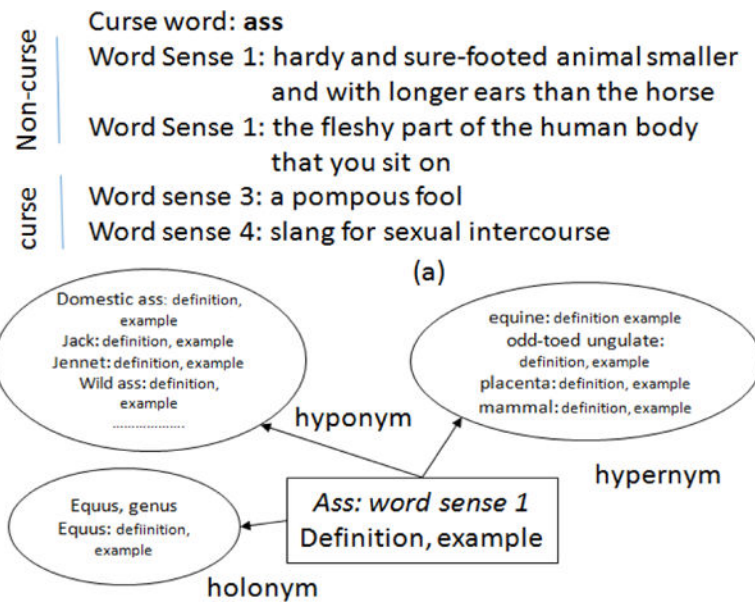 Curse word: ass
Non-curse
Word Sense 1: hardy and sure-footed animal smaller
and with longer ears than the horse
Word Sense 1: the fleshy part of the human body
that you sit on
curse
Word sense 3: a pompous fool
Word sense 4: slang for sexual intercourse
(a)
Domestic ass: definition,
example
Jack: definition, example
Jennet: definition, example
Wild ass: definition,
example
..................
hyponym
equine: definition example
odd-toed ungulate:
definition, example
placenta: definition, example
mammal: definition, example
hypernym
Equus, genus
Equus: defiinition,
example
holonym
Ass: word sense 1
Definition, example